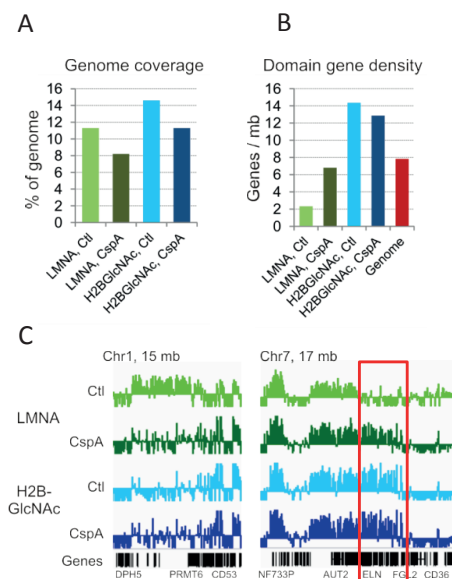 A
B
Genome coverage
Domain gene density
% of genome
16
14
12
10
8
6
4
2
0
LMNA, Ctl
LMNA, CspA
H2BGlcNAc, Ctl
H2BGlcNAc, CspA
Genes / mb
16
14
12
10
8
6
4
2
0
LMNA, Ctl
LMNA, CspA
H2BGlcNAc, Ctl
H2BGlcNAc, CspA
Genome
C
Chr1, 15 mb
Chr7, 17 mb
LMNA
Ctl
CspA
H2B-
GlcNAc
Ctl
CspA
Genes
DPH5 PRMT6 CD53 NF733P AUT2 ELN FGL2 CD36